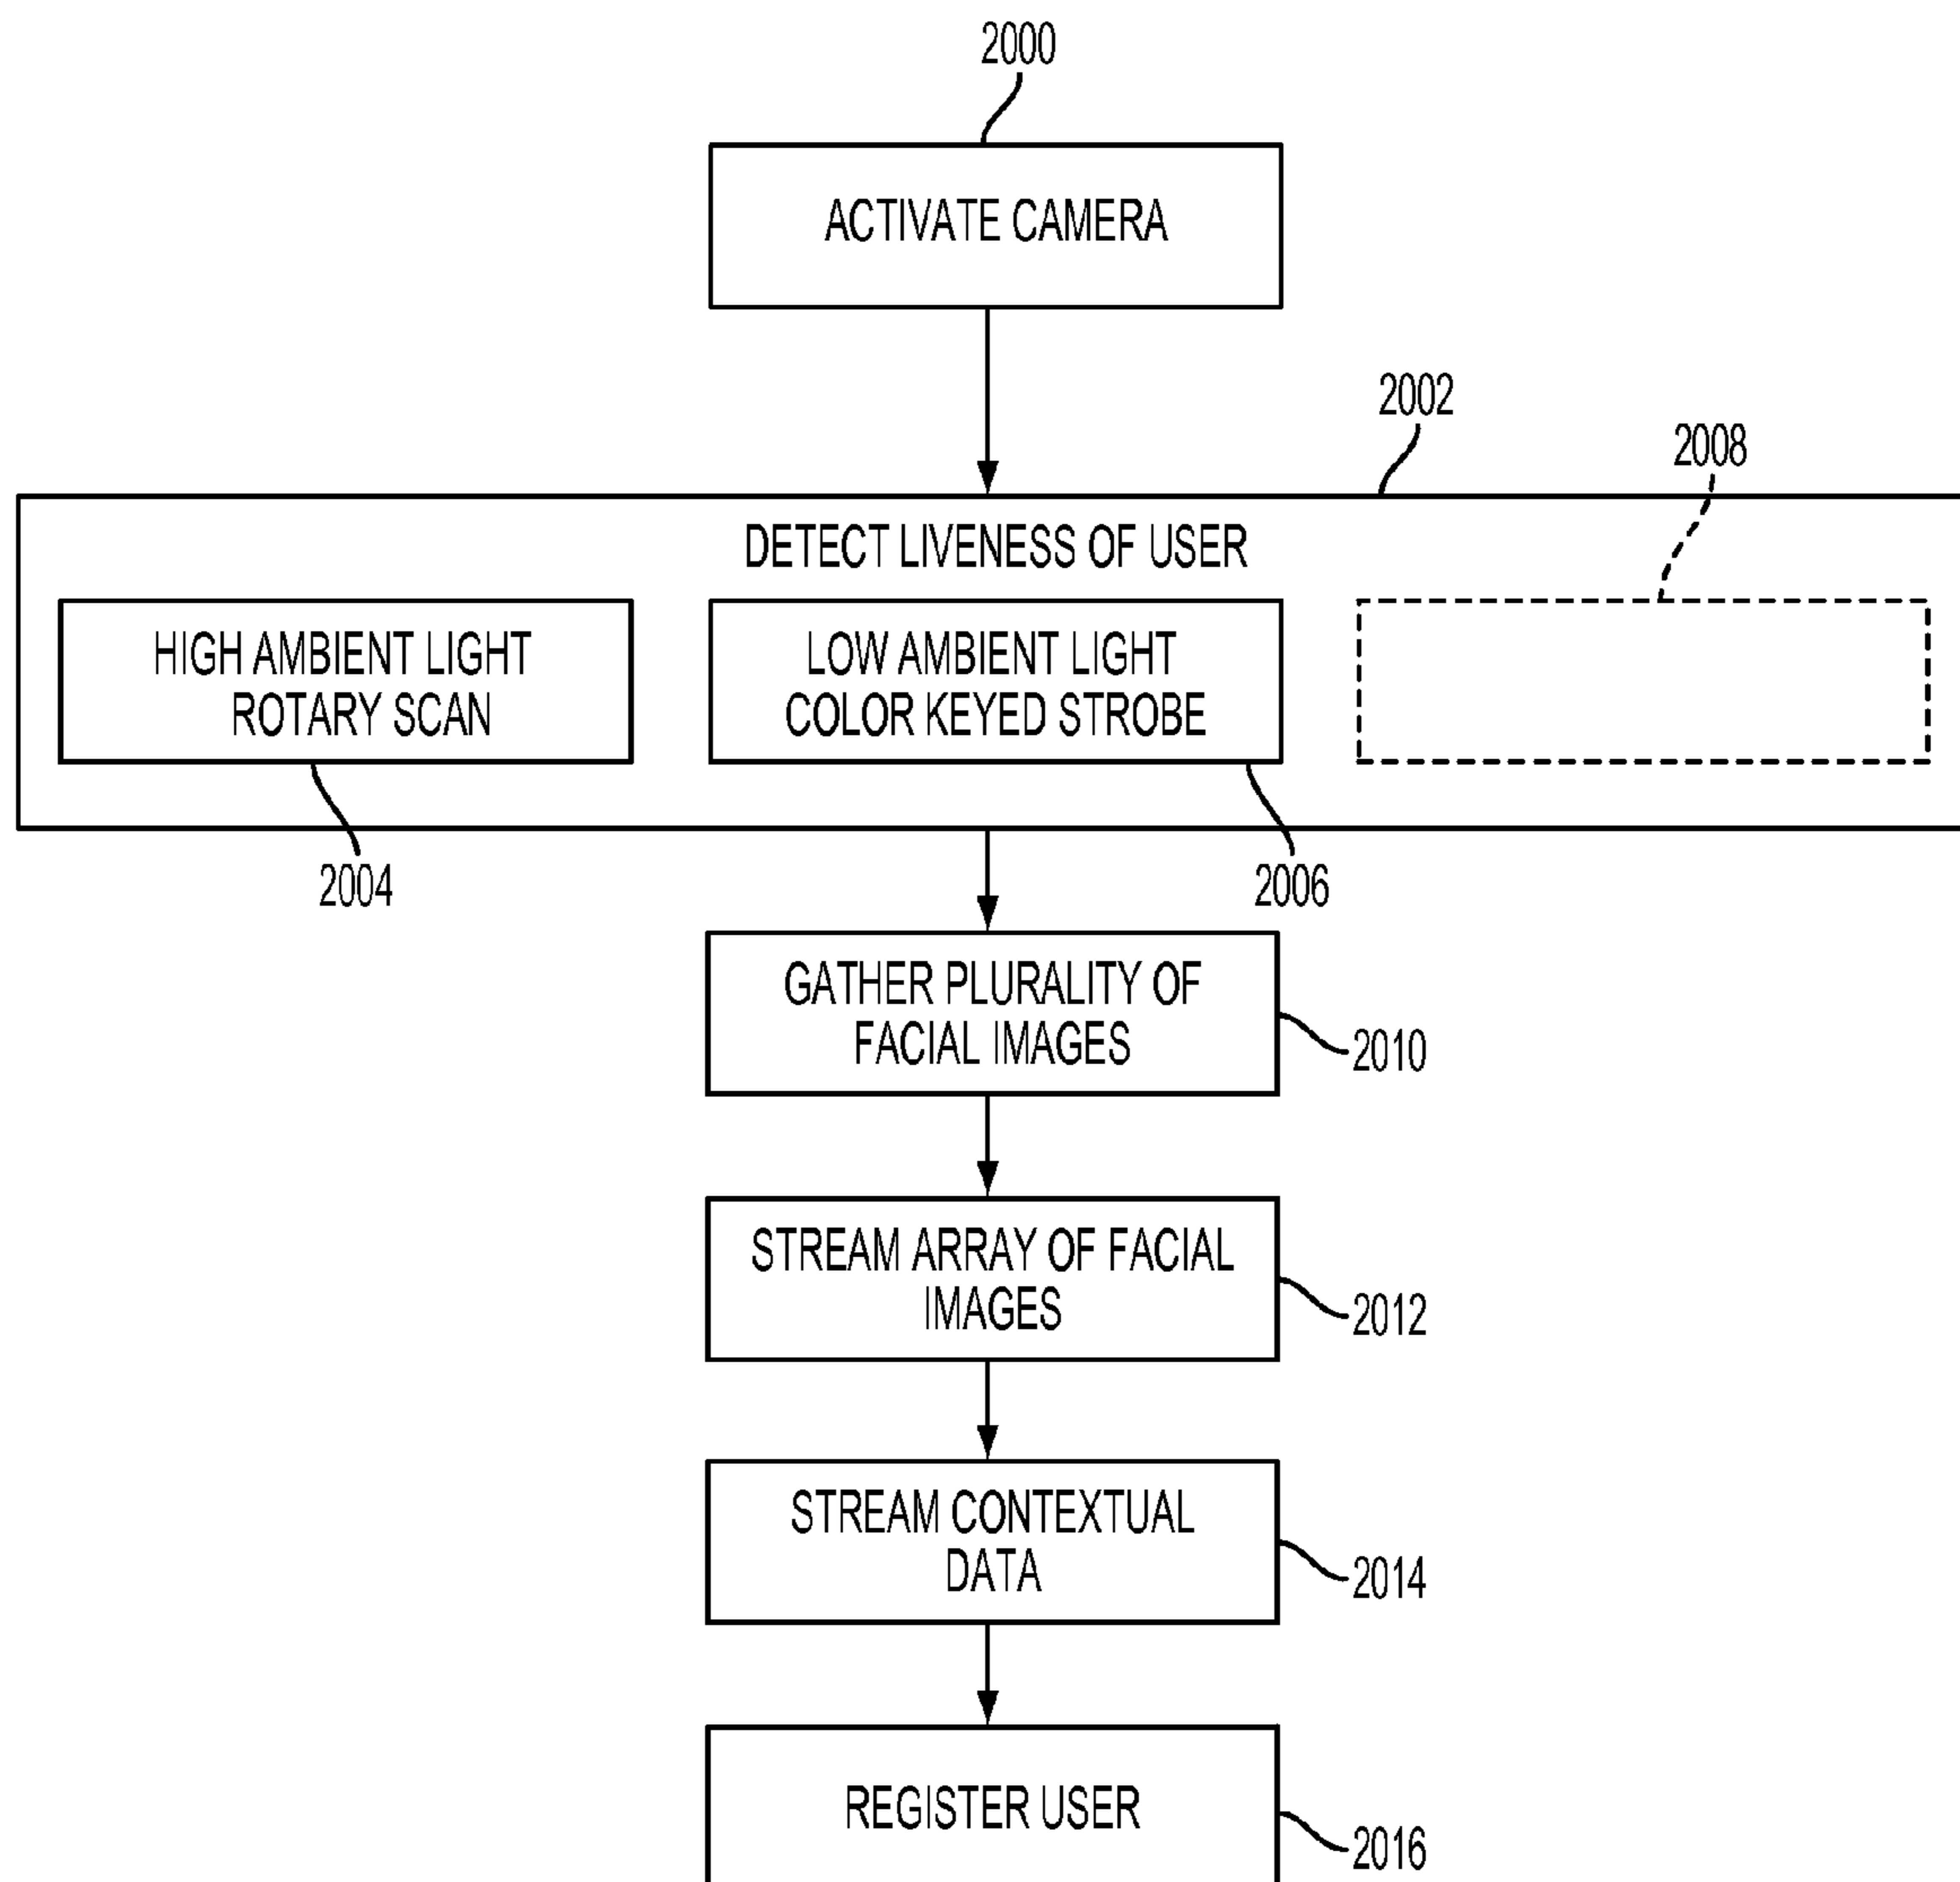 2000
ACTIVATE CAMERA
2002
2008
DETECT LIVENESS OF USER
HIGH AMBIENT LIGHT
ROTARY SCAN
LOW AMBIENT LIGHT
COLOR KEYED STROBE
2004
2006
GATHER PLURALITY OF
FACIAL IMAGES
2010
STREAM ARRAY OF FACIAL
IMAGES
2012
STREAM CONTEXTUAL
DATA
2014
REGISTER USER
2016